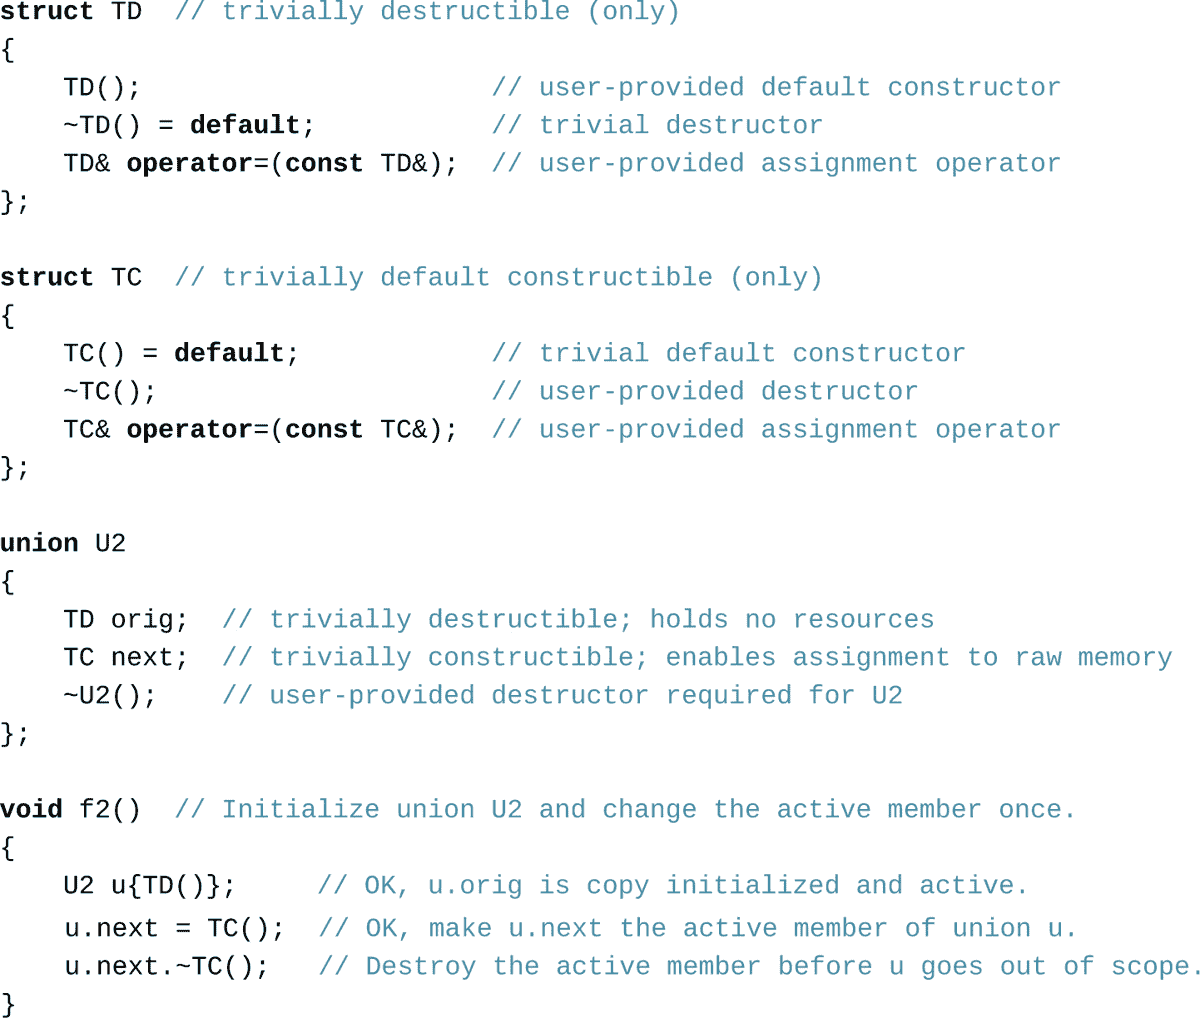 struct TD  // trivially destructible (only)
{
    TD();                      // user-provided default constructor
    ~TD() = default;           // trivial destructor
    TD& operator=(const TD&);  // user-provided assignment operator
};

struct TC  // trivially default constructible (only)
{
    TC() = default;            // trivial default constructor
    ~TC();                     // user-provided destructor
    TC& operator=(const TC&);  // user-provided assignment operator
};

union U2
{
    TD orig;  // trivially destructible; holds no resources
    TC next;  // trivially constructible; enables assignment to raw memory
    ~U2();    // user-provided destructor required for U2
};

void f2()  // Initialize union U2 and change the active member once.
{
    U2 u{TD()};     // OK, u.orig is copy initialized and active.
    u.next = TC();  // OK, make u.next the active member of union u.
    u.next.~TC();   // Destroy the active member before u goes out of scope.
}